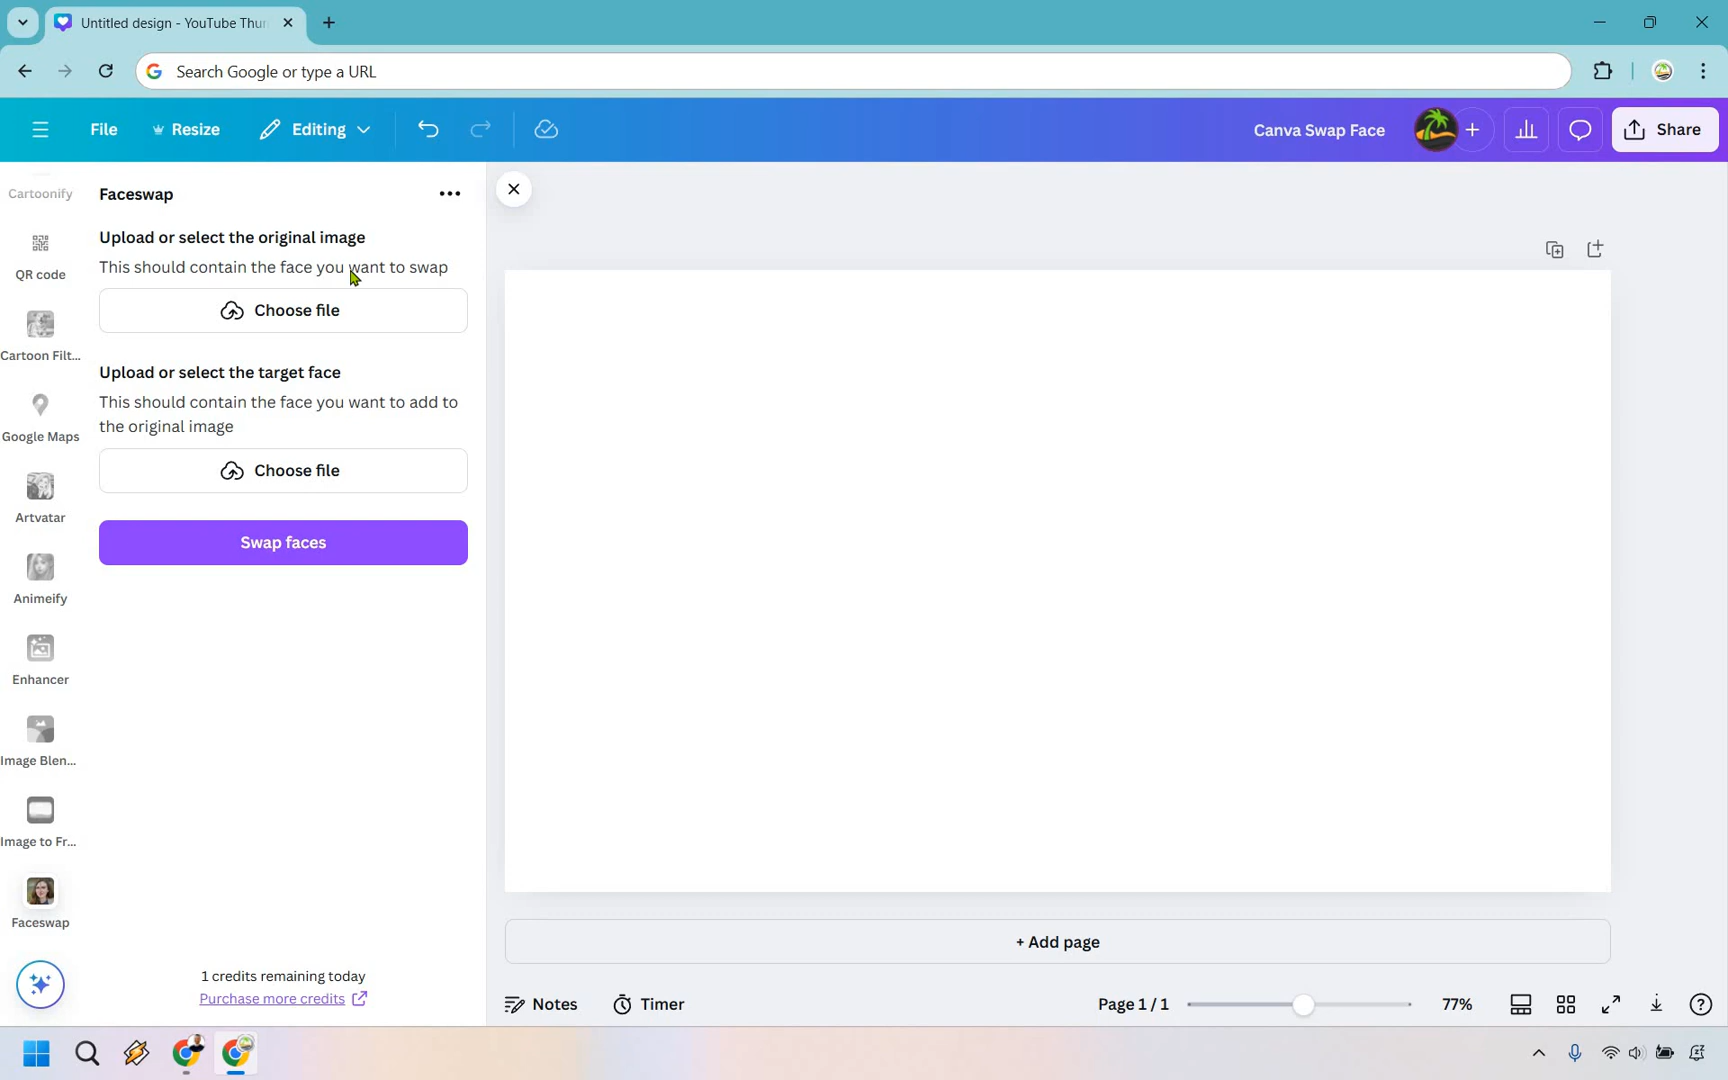 Untitled design - YouTube Thu
Search Google or type a URL
File
Resize
Editing
Canva Swap Face
Share
Cartoonify
QR code
Cartoon Filt...
Google Maps
Artvatar
Animeify
Enhancer
Image Blen...
Image to Fr...
Faceswap
Faceswap
Upload or select the original image
This should contain the face you want to swap
Choose file
Upload or select the target face
This should contain the face you want to add to
the original image
Choose file
Swap faces
1 credits remaining today
Purchase more credits
+ Add page
Notes
Timer
Page 1 / 1
77%